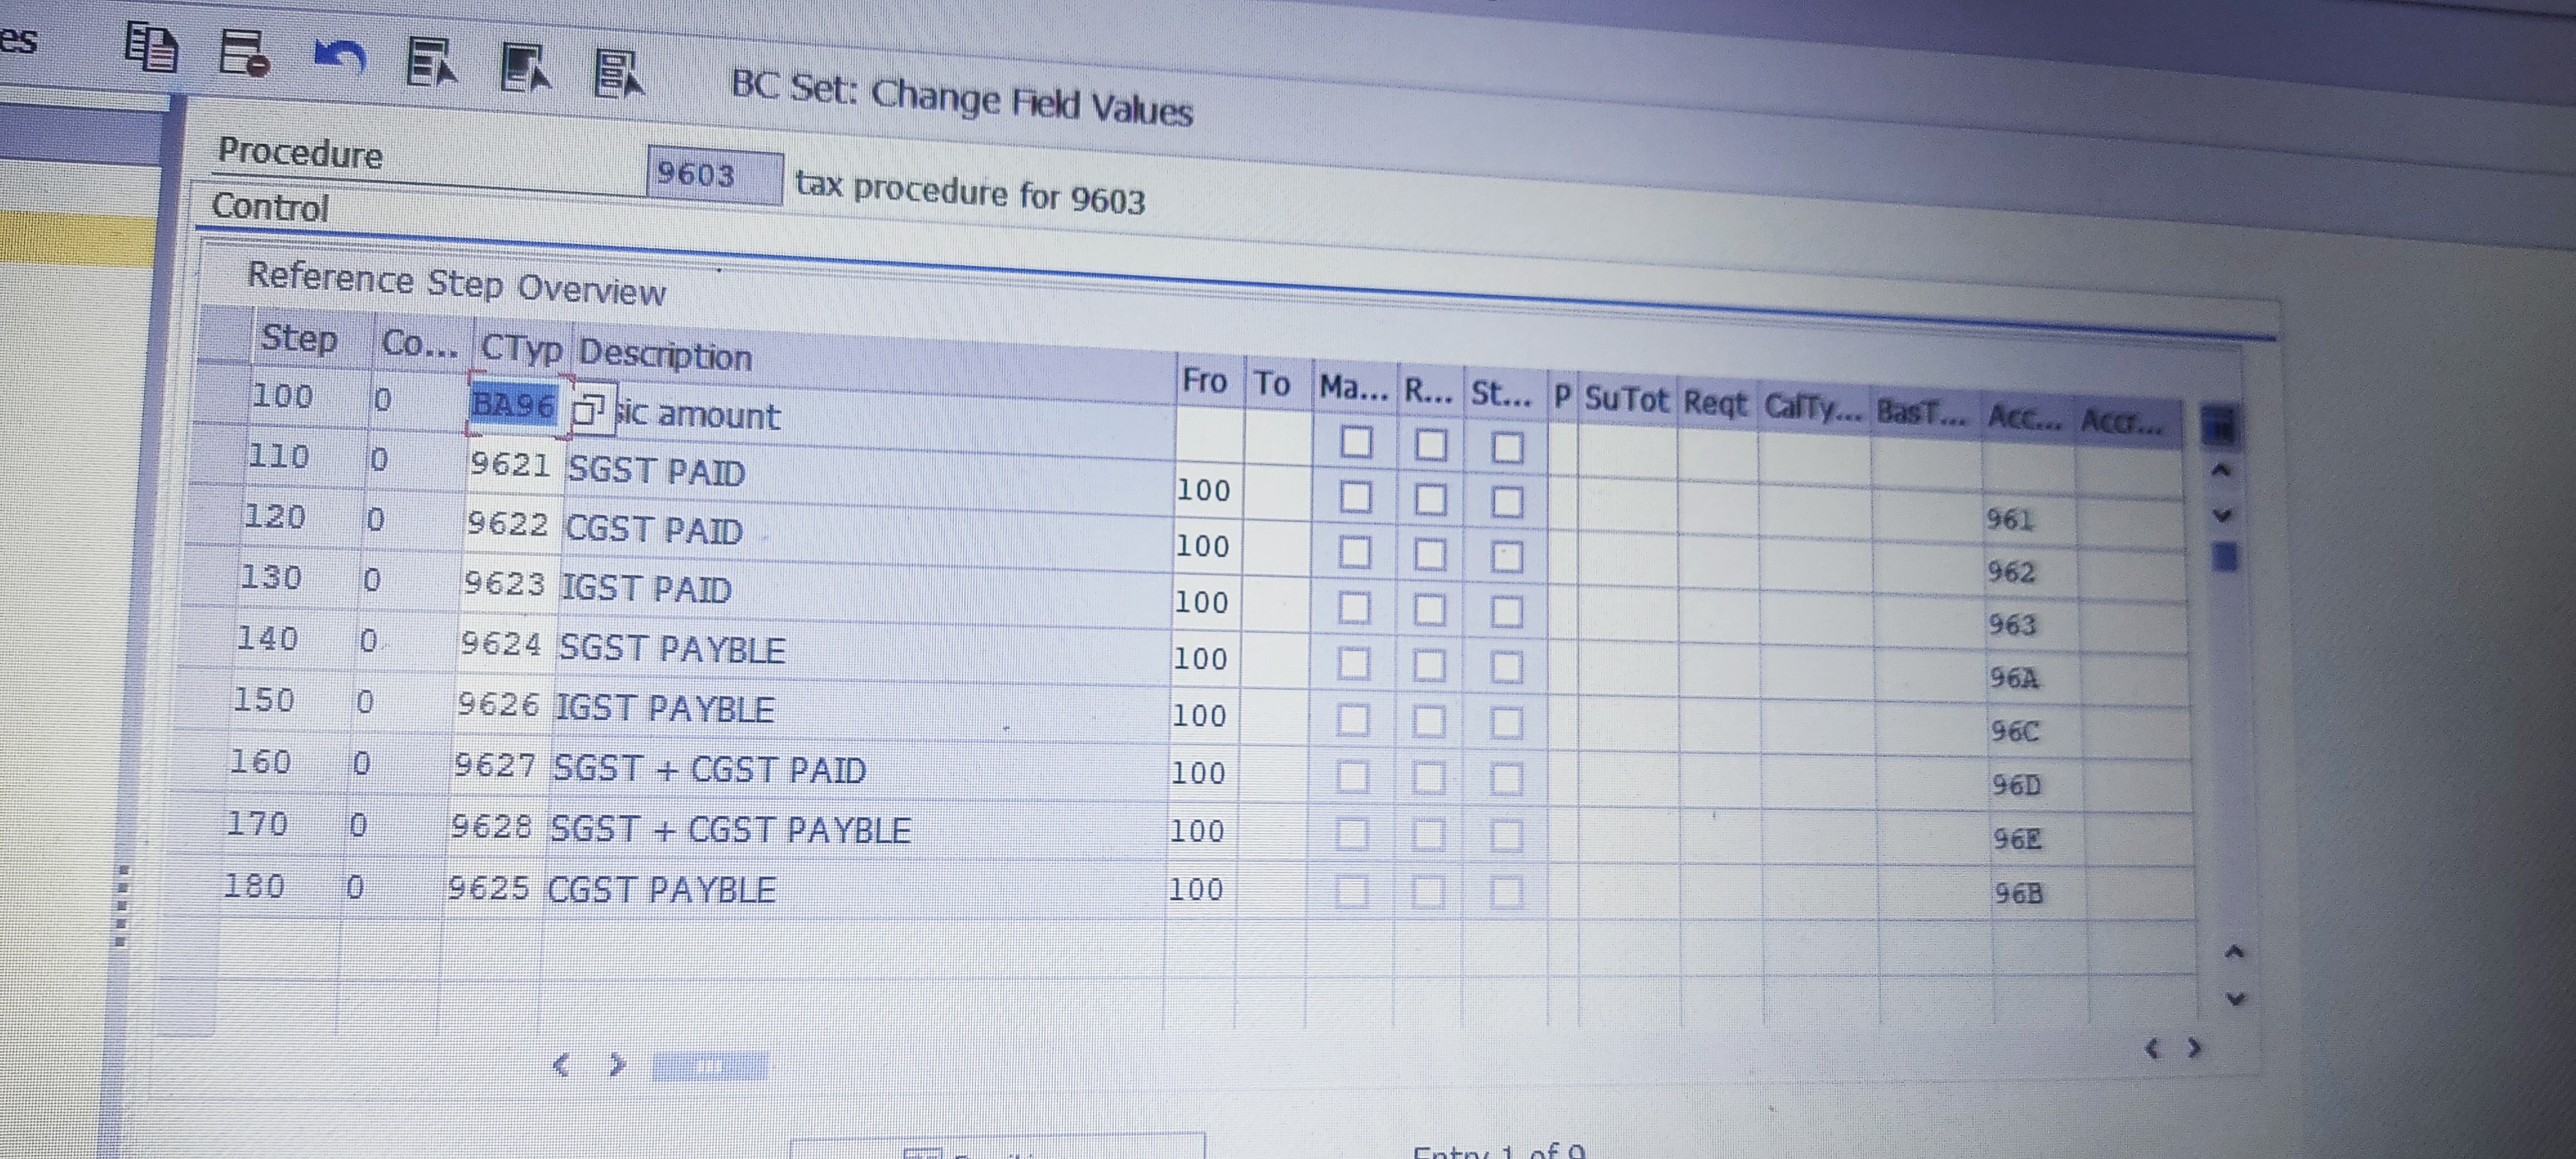 es
BC Set: Change Field Values
Procedure 9603 tax procedure for 9603
Control
Reference Step Overview
Step Co... CTyp Description Fro To Ma... R... St... P SuTot Reqt CalTy... BasT... Acc... Accr...
100 0 BA96 sic amount
110 0 9621 SGST PAID 100 961
120 0 9622 CGST PAID 100 962
130 0 9623 IGST PAID 100 963
140 0 9624 SGST PAYBLE 100 96A
150 0 9626 IGST PAYBLE 100 96C
160 0 9627 SGST + CGST PAID 100 96D
170 0 9628 SGST + CGST PAYBLE 100 96E
180 0 9625 CGST PAYBLE 100 96B
Entry 1 of 9